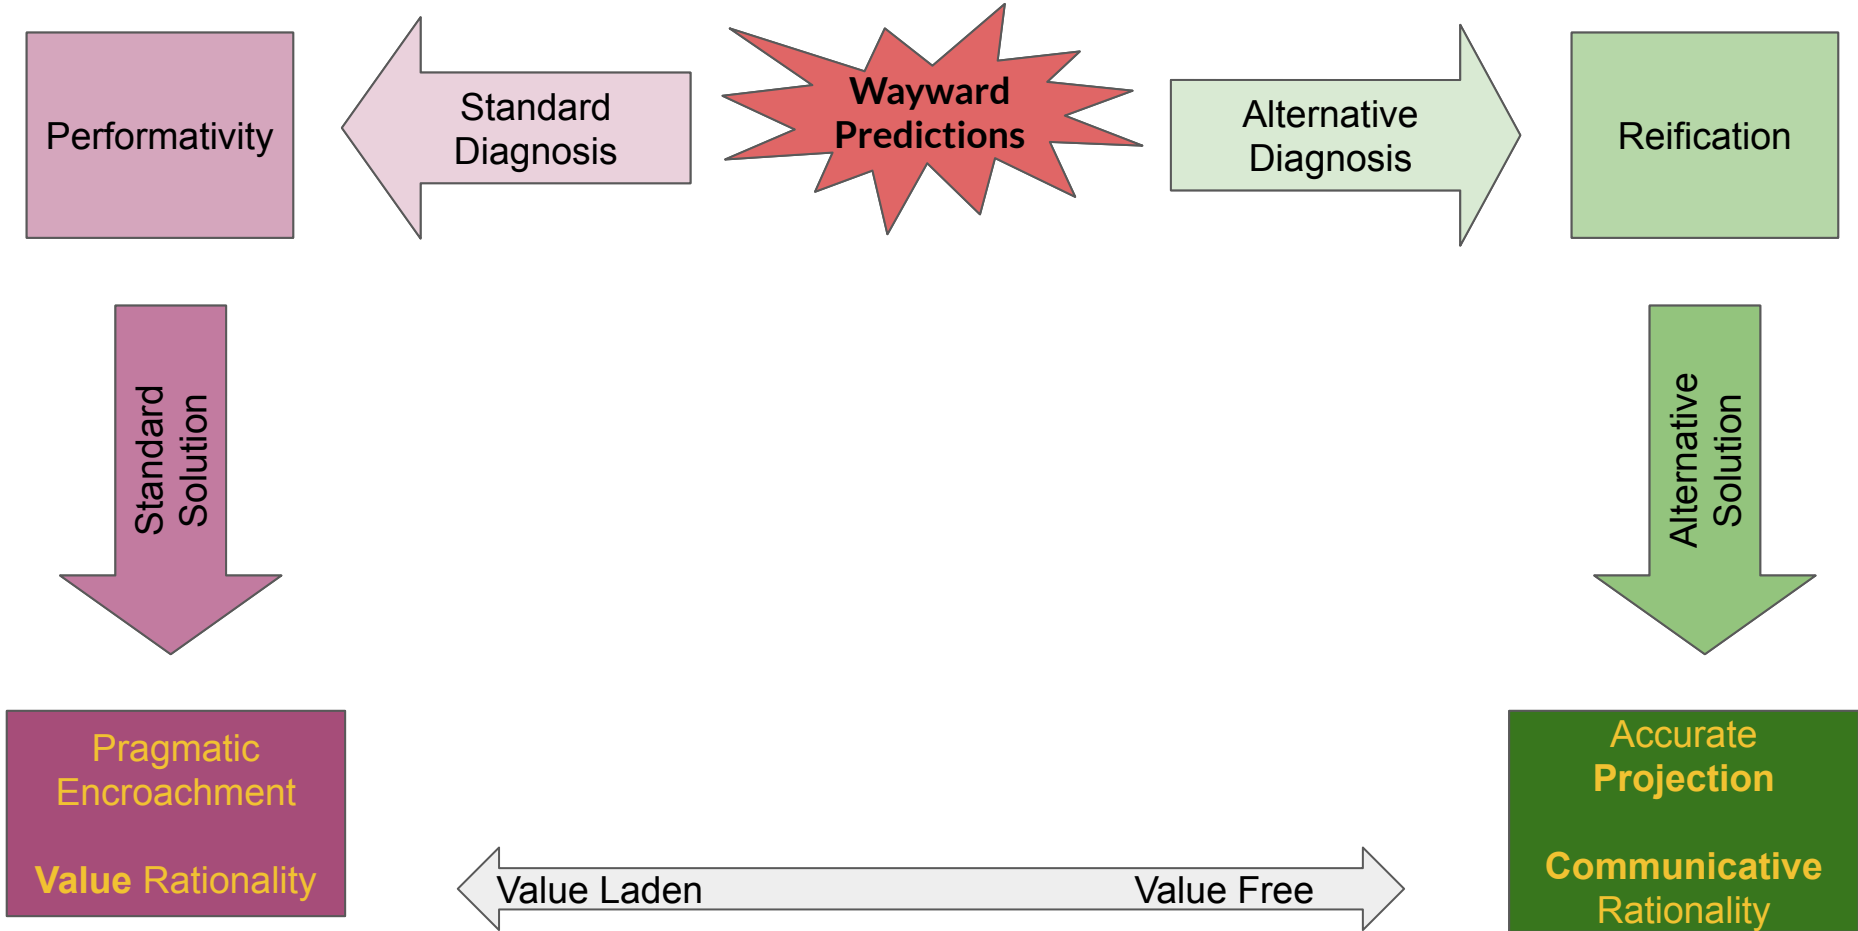 Performativity
Standard
Diagnosis
Wayward
Predictions
Alternative
Diagnosis
Reification
Standard
Solution
Alternative
Solution
Pragmatic
Encroachment
Value Rationality
Value Laden
Value Free
Accurate
Projection
Communicative
Rationality